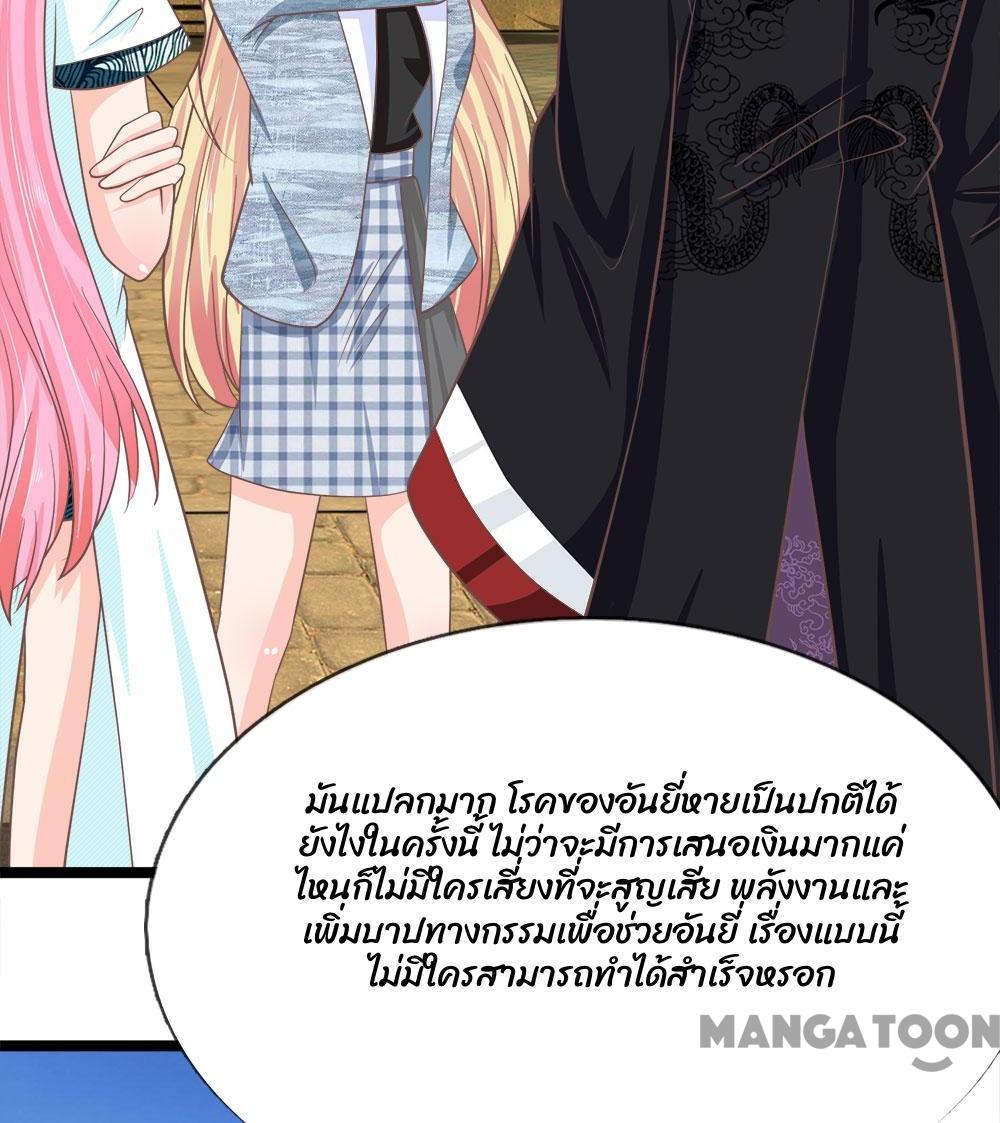 มันแปลกมาก โรคของอันยี่หายเป็นปกติได้
ยังไงในครั้งนี้ ไม่ว่าจะมีการเสนอเงินมากแค่
ไหนก็ไม่มีใครเสี่ยงที่จะสูญเสีย พลังงานและ
เพิ่มบาปทางกรรมเพื่อช่วยอันยี่ เรื่องแบบนี้
ไม่มีใครสามารถทำได้สำเร็จหรอก
MANGATOON